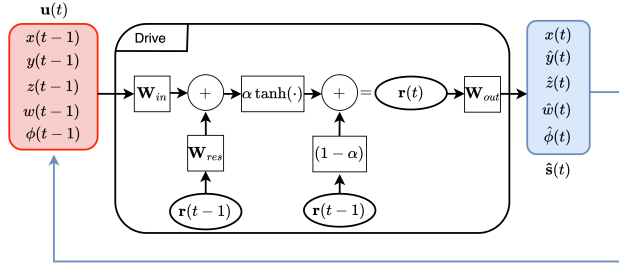 𝐮(t)
x(t − 1)
y(t − 1)
z(t − 1)
w(t − 1)
ϕ(t − 1)
Drive
𝐖_in
+
α tanh(·)
+
=
𝐫(t)
𝐖_out
𝐖_res
(1 − α)
𝐫(t − 1)
𝐫(t − 1)
x(t)
ŷ(t)
ẑ(t)
ŵ(t)
ϕ̂(t)
𝐬̂(t)